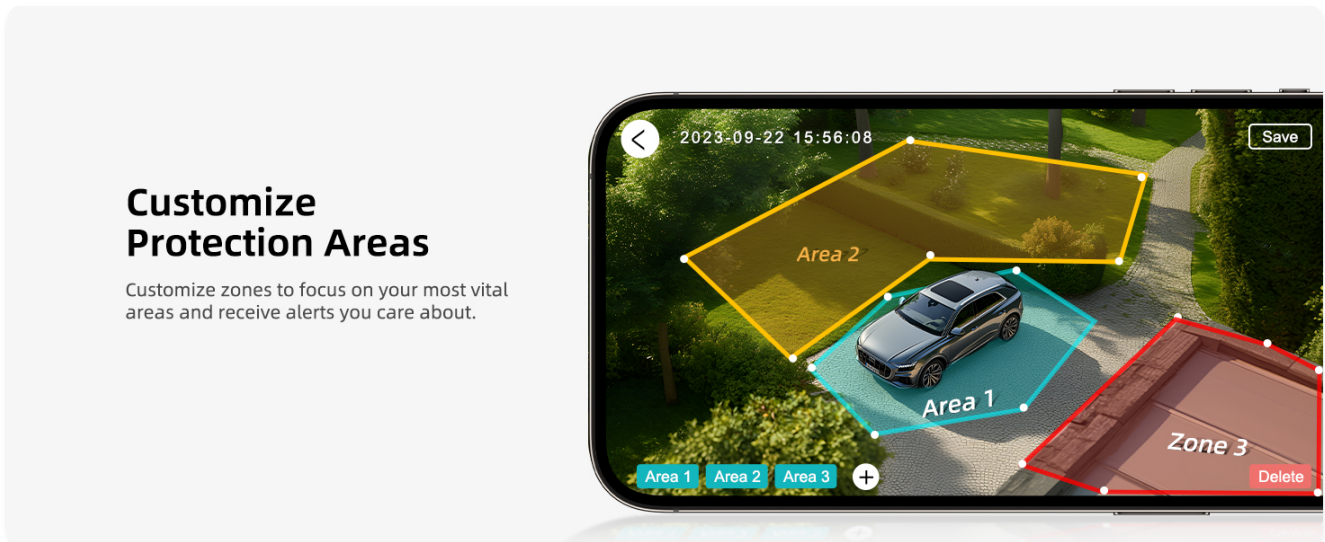 Customize
Protection Areas
Customize zones to focus on your most vital
areas and receive alerts you care about.
2023-09-22 15:56:08
Save
Area 2
Area 1
Zone 3
Area 1 Area 2 Area 3
Delete